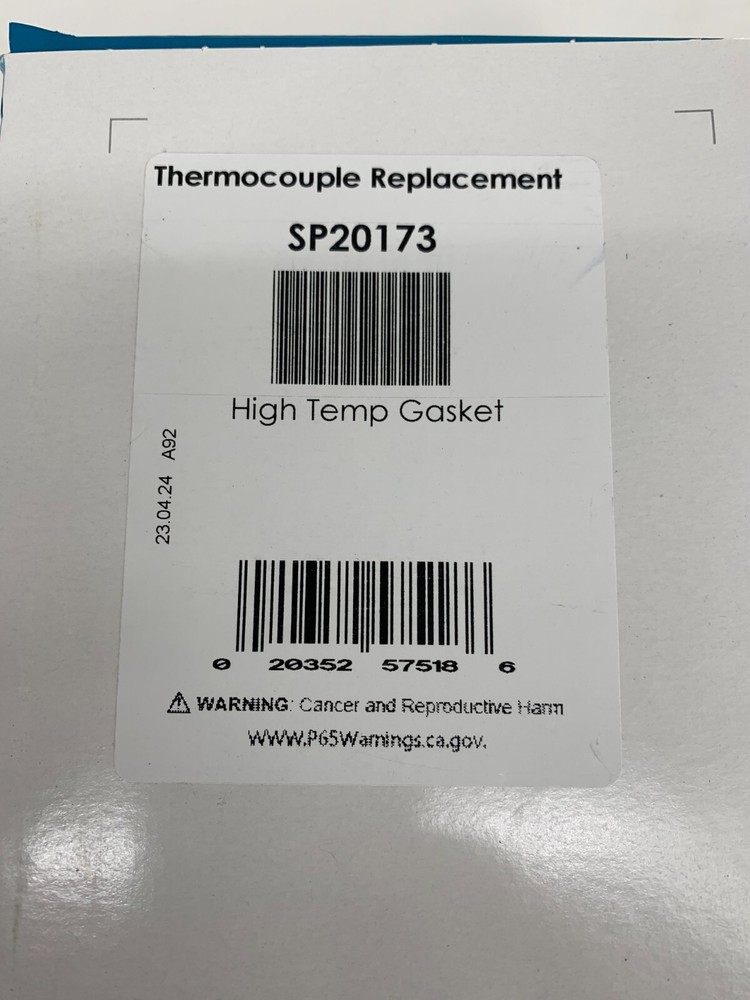 Thermocouple Replacement
SP20173
High Temp Gasket
23.04.24 A92
0 20352 57518 6
⚠ WARNING: Cancer and Reproductive Harm
www.P65Warnings.ca.gov.